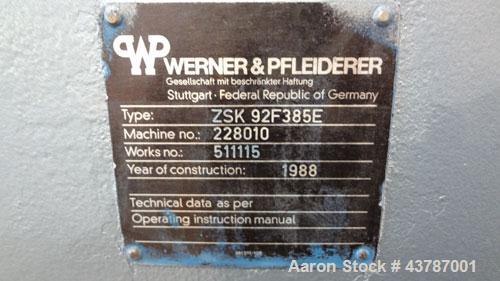 WP WERNER & PFLEIDERER
Gesellschaft mit beschränkter Haftung
Stuttgart · Federal Republic of Germany
Type: ZSK 92F385E
Machine no.: 228010
Works no.: 511115
Year of construction: 1988
Technical data as per
Operating instruction manual
Aaron Stock # 43787001